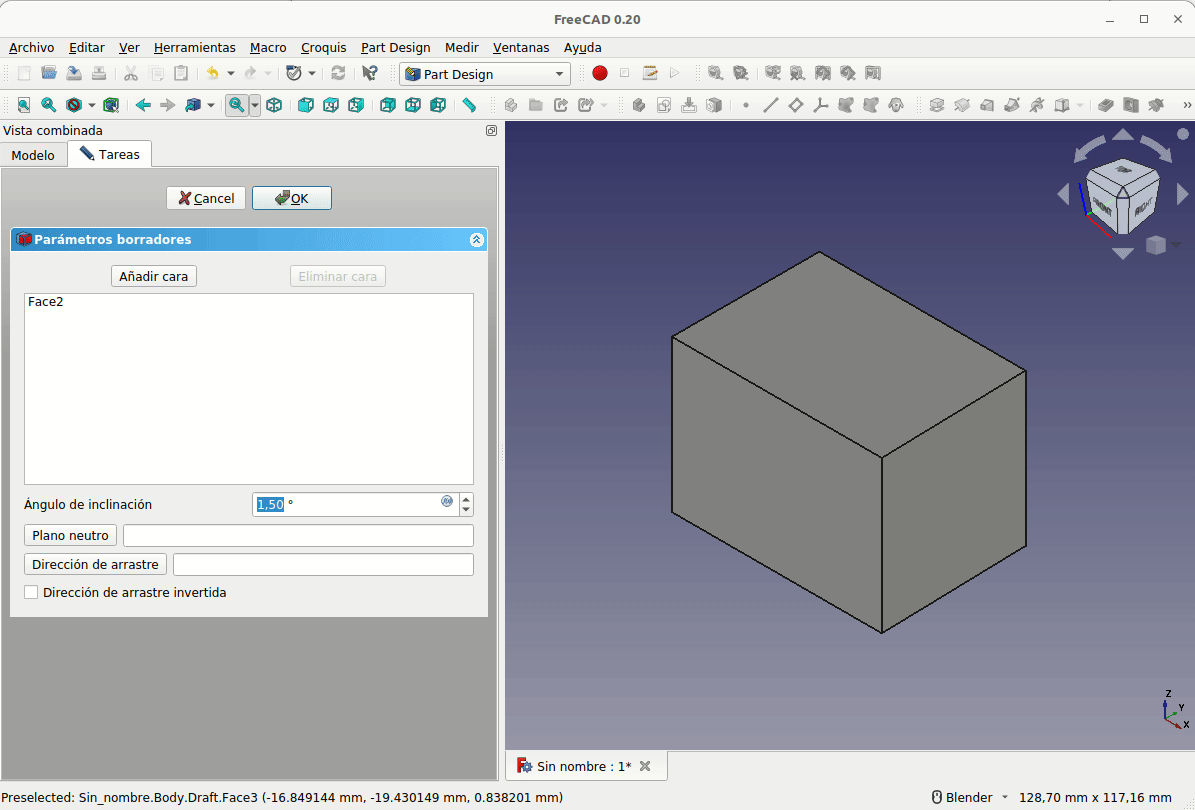 FreeCAD 0.20
Archivo Editar Ver Herramientas Macro Croquis Part Design Medir Ventanas Ayuda
Part Design
Vista combinada
Modelo Tareas
Cancel OK
Parámetros borradores
Añadir cara Eliminar cara
Face2
Ángulo de inclinación 1,50 °
Plano neutro
Dirección de arrastre
Dirección de arrastre invertida
FRONT RIGHT
Z
Y
X
Sin nombre : 1*
Preselected: Sin_nombre.Body.Draft.Face3 (-16.849144 mm, -19.430149 mm, 0.838201 mm) Blender 128,70 mm x 117,16 mm